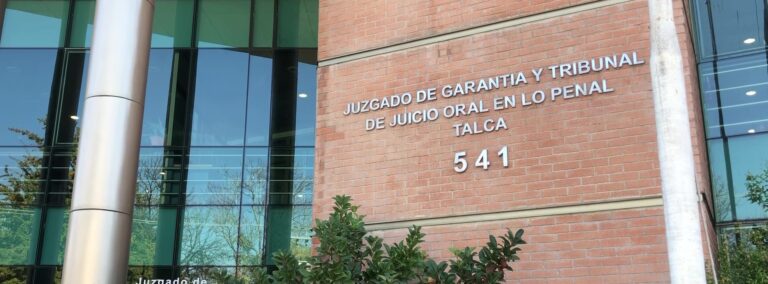 JUZGADO DE GARANTIA Y TRIBUNAL
DE JUICIO ORAL EN LO PENAL
TALCA
541
Juzgado de